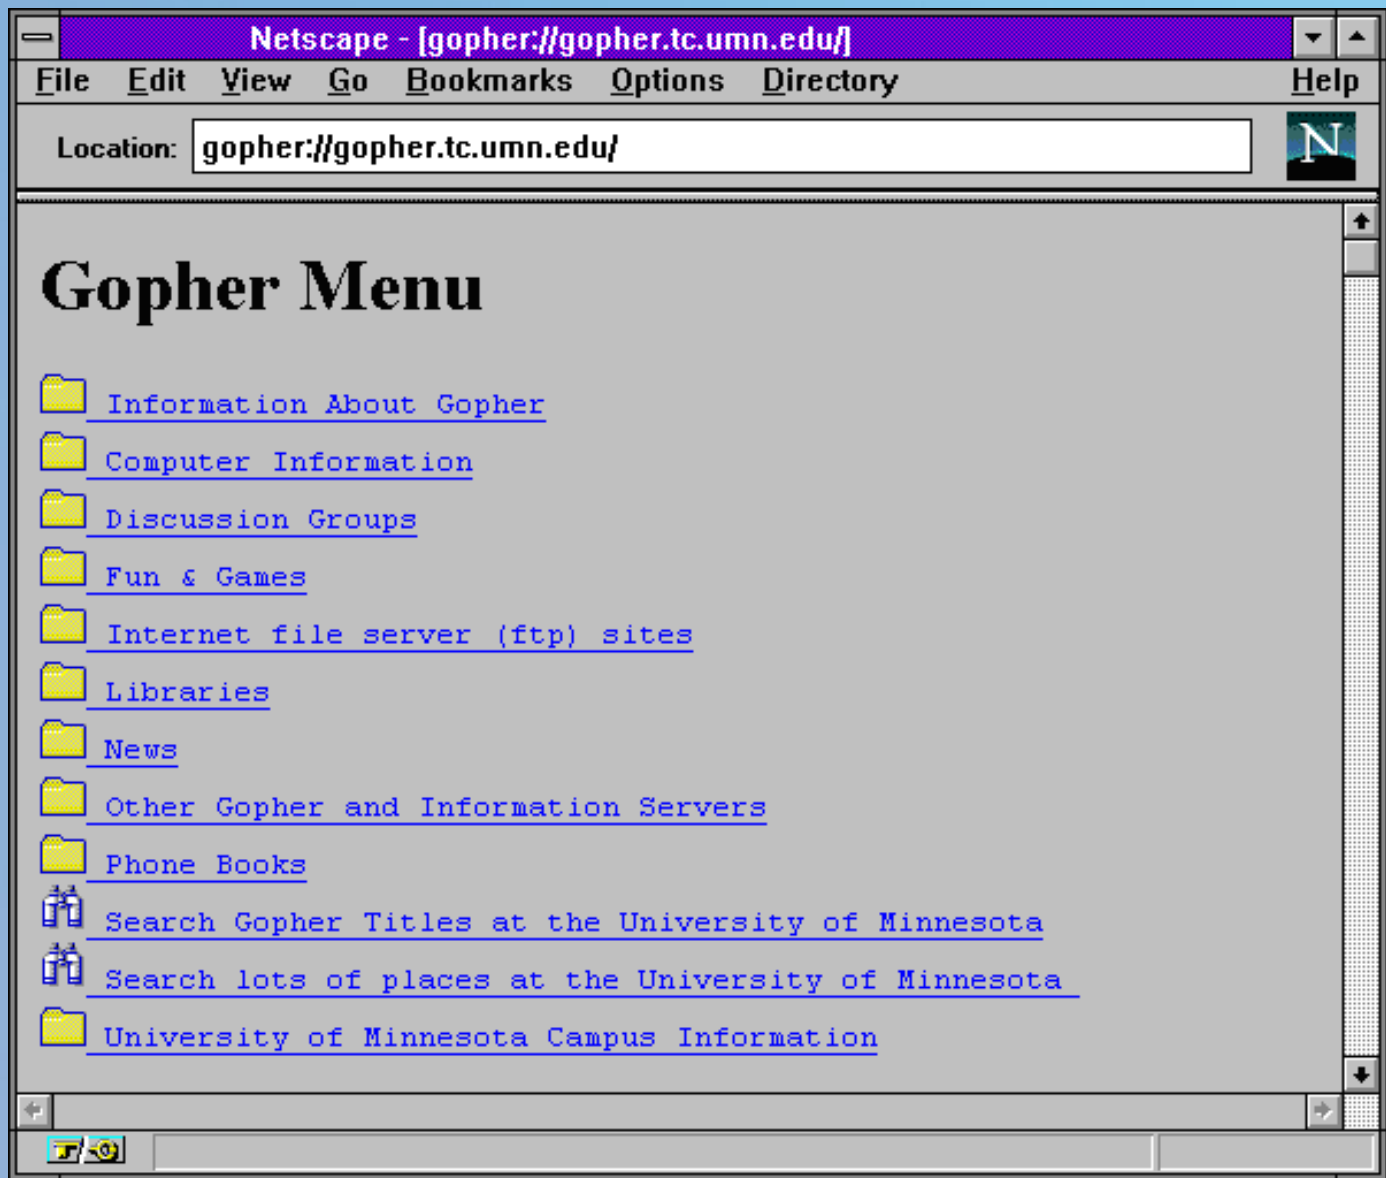 Netscape - [gopher://gopher.tc.umn.edu/]
File Edit View Go Bookmarks Options Directory Help
Location: gopher://gopher.tc.umn.edu/
N
Gopher Menu
Information About Gopher
Computer Information
Discussion Groups
Fun & Games
Internet file server (ftp) sites
Libraries
News
Other Gopher and Information Servers
Phone Books
Search Gopher Titles at the University of Minnesota
Search lots of places at the University of Minnesota
University of Minnesota Campus Information